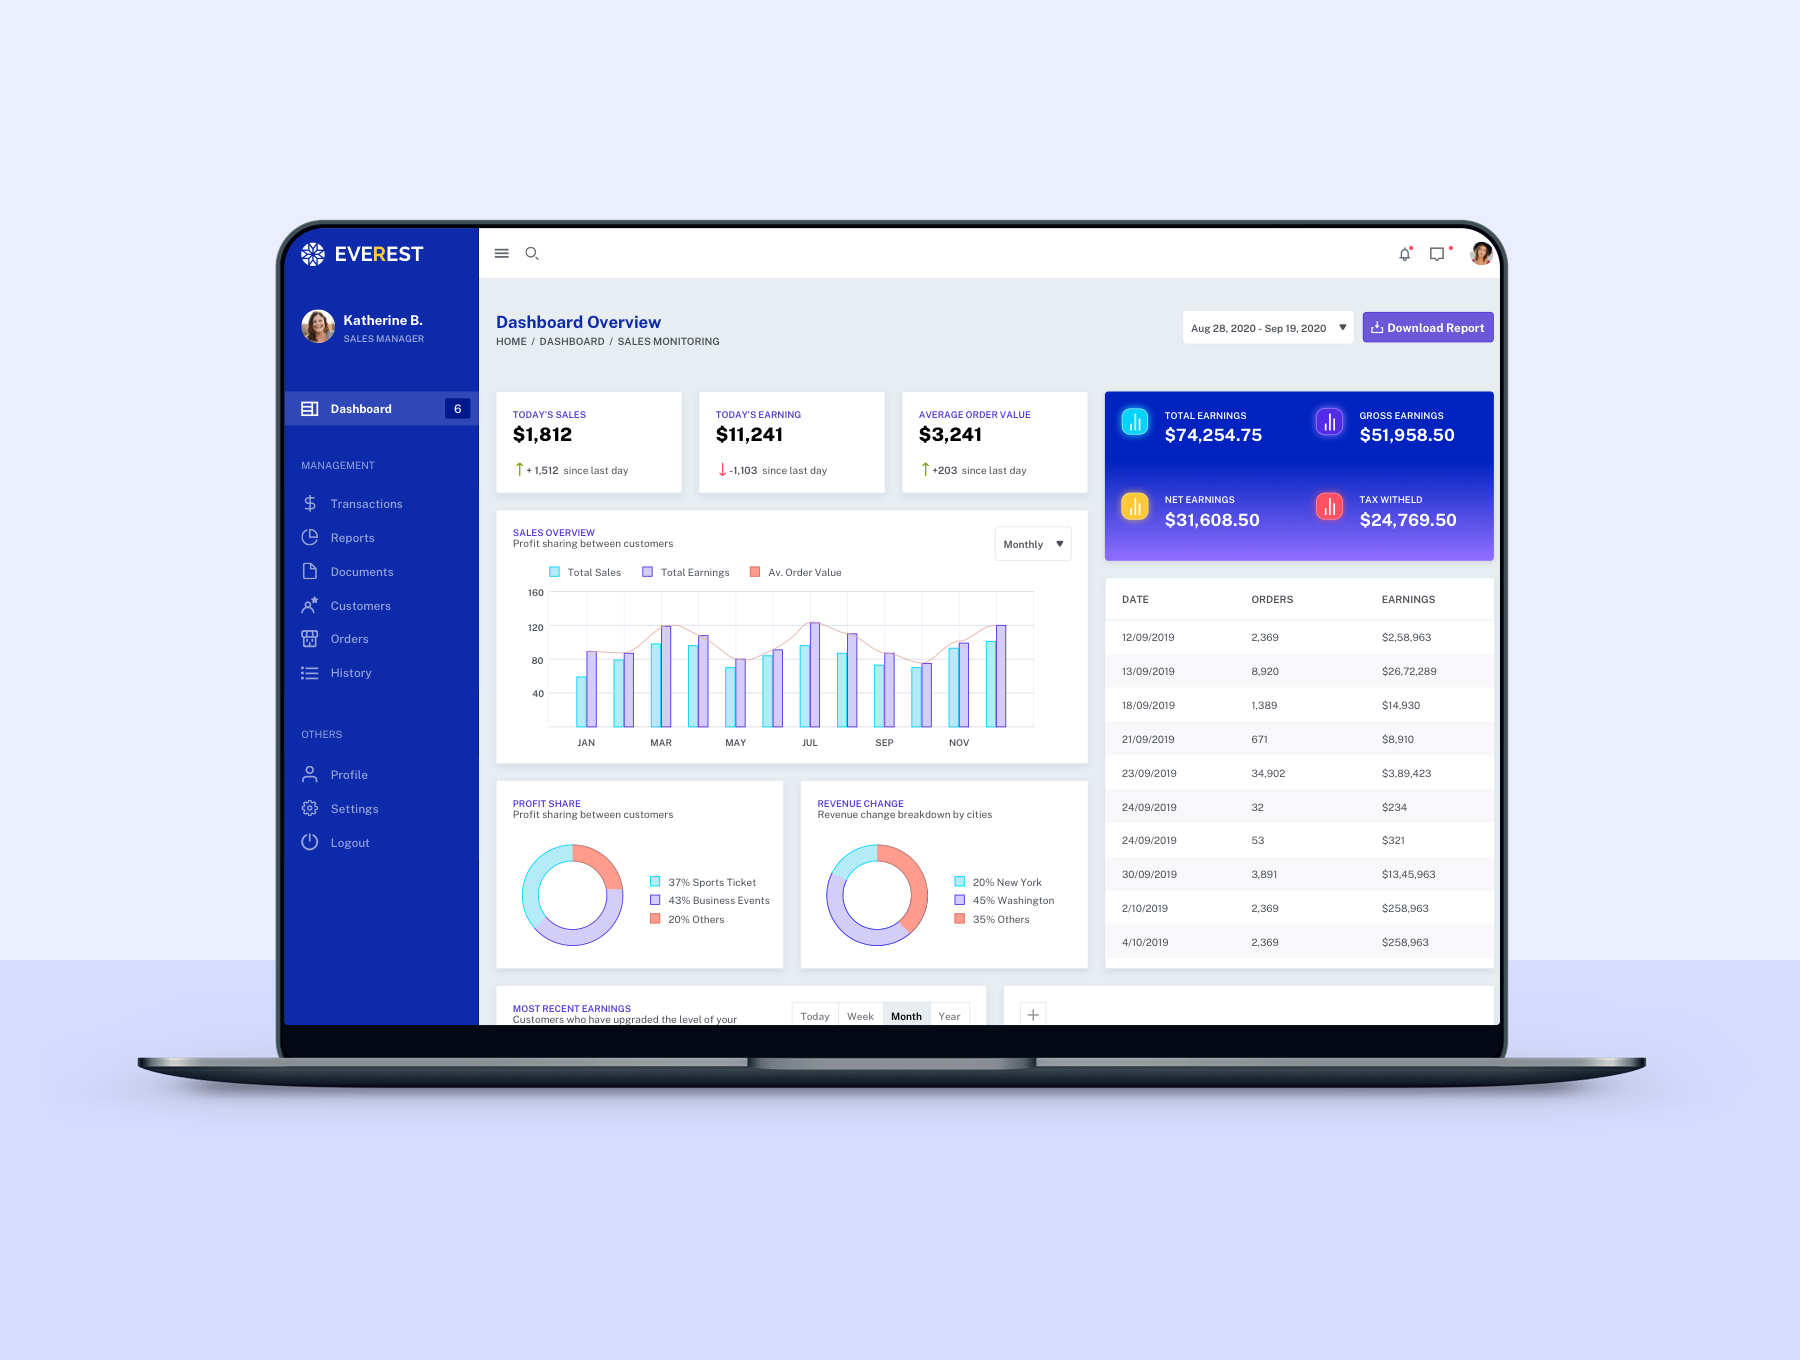 EVEREST
Katherine B.
SALES MANAGER
Dashboard 6
MANAGEMENT
Transactions
Reports
Documents
Customers
Orders
History
OTHERS
Profile
Settings
Logout
Dashboard Overview
HOME / DASHBOARD / SALES MONITORING
Aug 28, 2020 - Sep 19, 2020
Download Report
TODAY'S SALES
$1,812
+ 1,512 since last day
TODAY'S EARNING
$11,241
-1,103 since last day
AVERAGE ORDER VALUE
$3,241
+203 since last day
TOTAL EARNINGS
$74,254.75
GROSS EARNINGS
$51,958.50
NET EARNINGS
$31,608.50
TAX WITHELD
$24,769.50
SALES OVERVIEW
Profit sharing between customers
Monthly
Total Sales Total Earnings Av. Order Value
160
120
80
40
JAN MAR MAY JUL SEP NOV
DATE ORDERS EARNINGS
12/09/2019 2,369 $2,58,963
13/09/2019 8,920 $26,72,289
18/09/2019 1,389 $14,930
21/09/2019 671 $8,910
23/09/2019 34,902 $3,89,423
24/09/2019 32 $234
24/09/2019 53 $321
30/09/2019 3,891 $13,45,963
2/10/2019 2,369 $258,963
4/10/2019 2,369 $258,963
PROFIT SHARE
Profit sharing between customers
37% Sports Ticket
43% Business Events
20% Others
REVENUE CHANGE
Revenue change breakdown by cities
20% New York
45% Washington
35% Others
MOST RECENT EARNINGS
Customers who have upgraded the level of your
Today Week Month Year